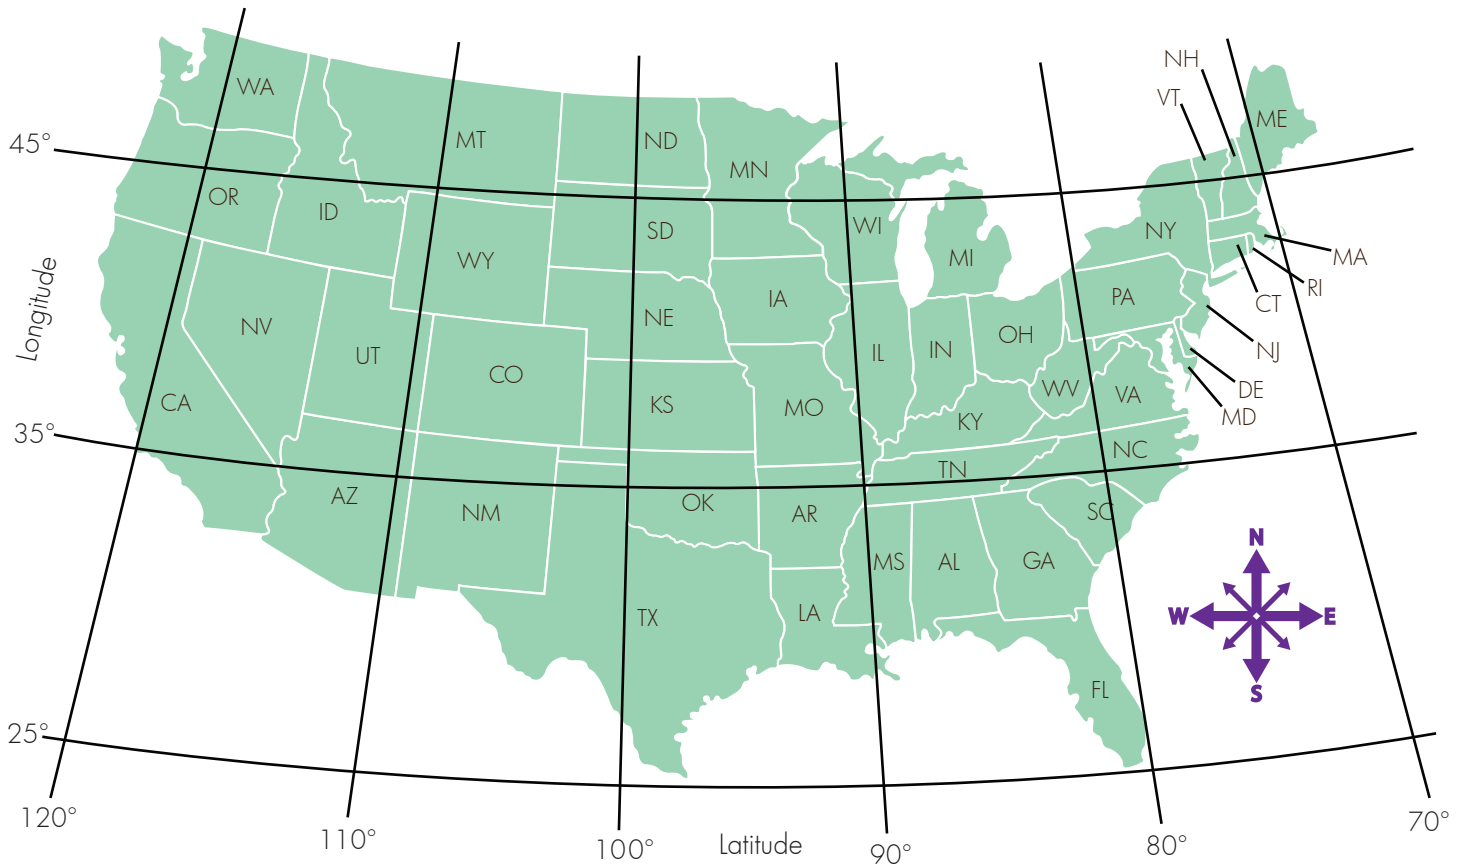 NH
VT
WA
ME
MT
ND
45°
MN
OR
ID
SD
WI
NY
MA
WY
MI
Longitude
RI
IA
PA
CT
NV
NE
OH
NJ
UT
IL
IN
CO
DE
WV
VA
CA
KS
MO
MD
KY
35°
NC
TN
AZ
OK
NM
AR
SC
N
MS
AL
GA
LA
TX
W
E
FL
S
25°
120°
110°
100°
Latitude
90°
80°
70°